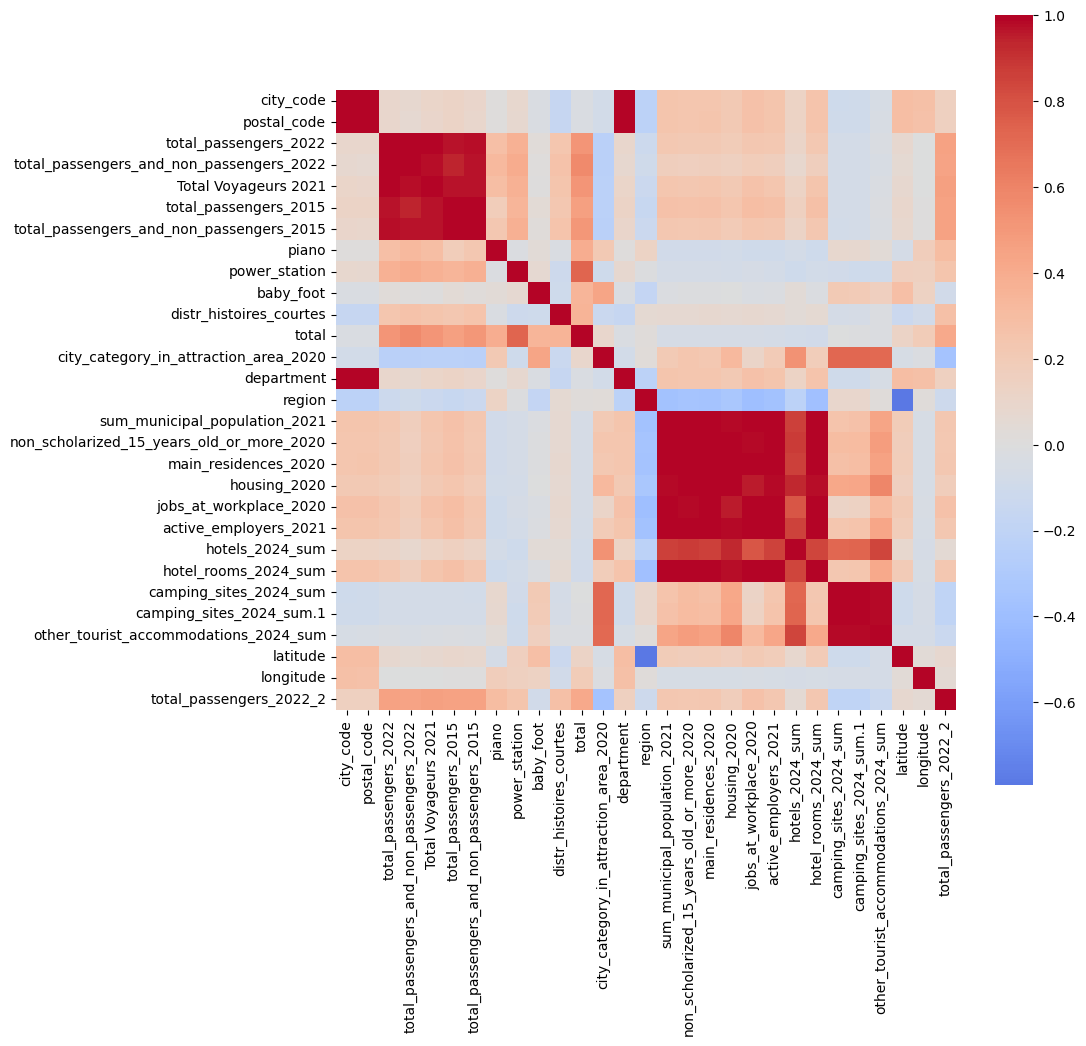 city_code
postal_code
total_passengers_2022
total_passengers_and_non_passengers_2022
Total Voyageurs 2021
total_passengers_2015
total_passengers_and_non_passengers_2015
piano
power_station
baby_foot
distr_histoires_courtes
total
city_category_in_attraction_area_2020
department
region
sum_municipal_population_2021
non_scholarized_15_years_old_or_more_2020
main_residences_2020
housing_2020
jobs_at_workplace_2020
active_employers_2021
hotels_2024_sum
hotel_rooms_2024_sum
camping_sites_2024_sum
camping_sites_2024_sum.1
other_tourist_accommodations_2024_sum
latitude
longitude
total_passengers_2022_2
city_code
postal_code
total_passengers_2022
total_passengers_and_non_passengers_2022
Total Voyageurs 2021
total_passengers_2015
total_passengers_and_non_passengers_2015
piano
power_station
baby_foot
distr_histoires_courtes
total
city_category_in_attraction_area_2020
department
region
sum_municipal_population_2021
non_scholarized_15_years_old_or_more_2020
main_residences_2020
housing_2020
jobs_at_workplace_2020
active_employers_2021
hotels_2024_sum
hotel_rooms_2024_sum
camping_sites_2024_sum
camping_sites_2024_sum.1
other_tourist_accommodations_2024_sum
latitude
longitude
total_passengers_2022_2
1.0
0.8
0.6
0.4
0.2
0.0
−0.2
−0.4
−0.6